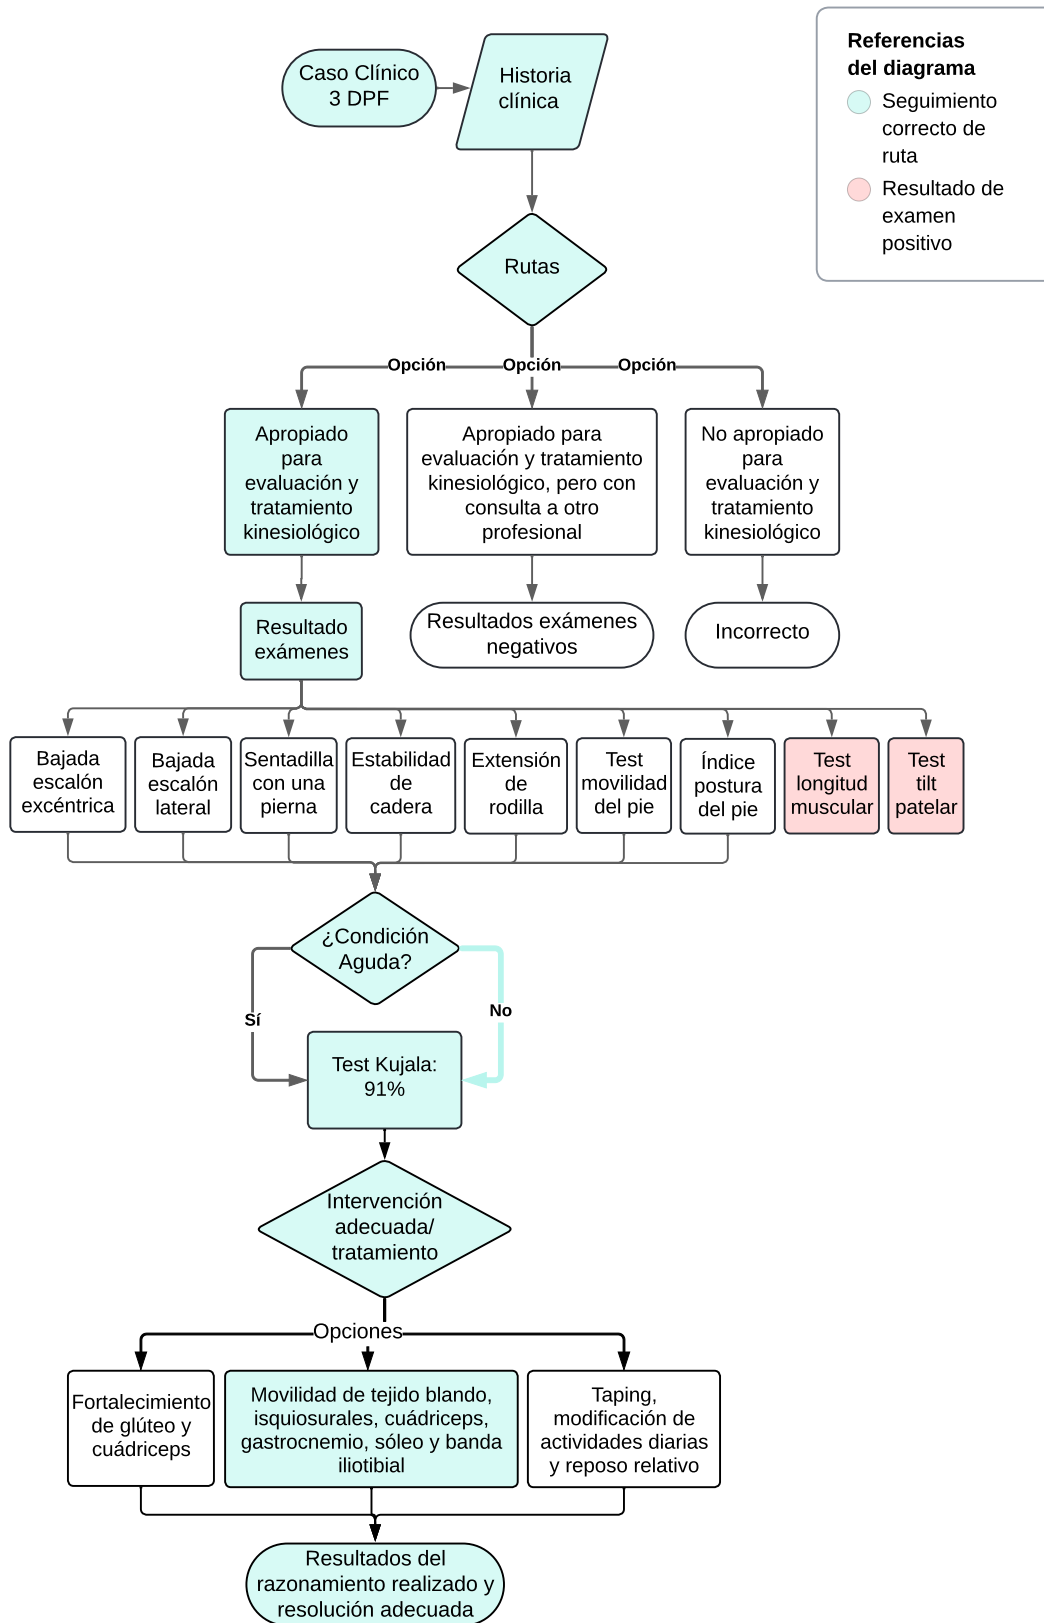 Caso Clínico
3 DPF
Historia
clínica
Referencias
del diagrama
Seguimiento
correcto de
ruta
Resultado de
examen
positivo
Rutas
Opción
Opción
Opción
Apropiado
para
evaluación y
tratamiento
kinesiológico
Apropiado para
evaluación y tratamiento
kinesiológico, pero con
consulta a otro
profesional
No apropiado
para
evaluación y
tratamiento
kinesiológico
Resultado
exámenes
Resultados exámenes
negativos
Incorrecto
Bajada
escalón
excéntrica
Bajada
escalón
lateral
Sentadilla
con una
pierna
Estabilidad
de
cadera
Extensión
de
rodilla
Test
movilidad
del pie
Índice
postura
del pie
Test
longitud
muscular
Test
tilt
patelar
¿Condición
Aguda?
Sí
No
Test Kujala:
91%
Intervención
adecuada/
tratamiento
Opciones
Fortalecimiento
de glúteo y
cuádriceps
Movilidad de tejido blando,
isquiosurales, cuádriceps,
gastrocnemio, sóleo y banda
iliotibial
Taping,
modificación de
actividades diarias
y reposo relativo
Resultados del
razonamiento realizado y
resolución adecuada